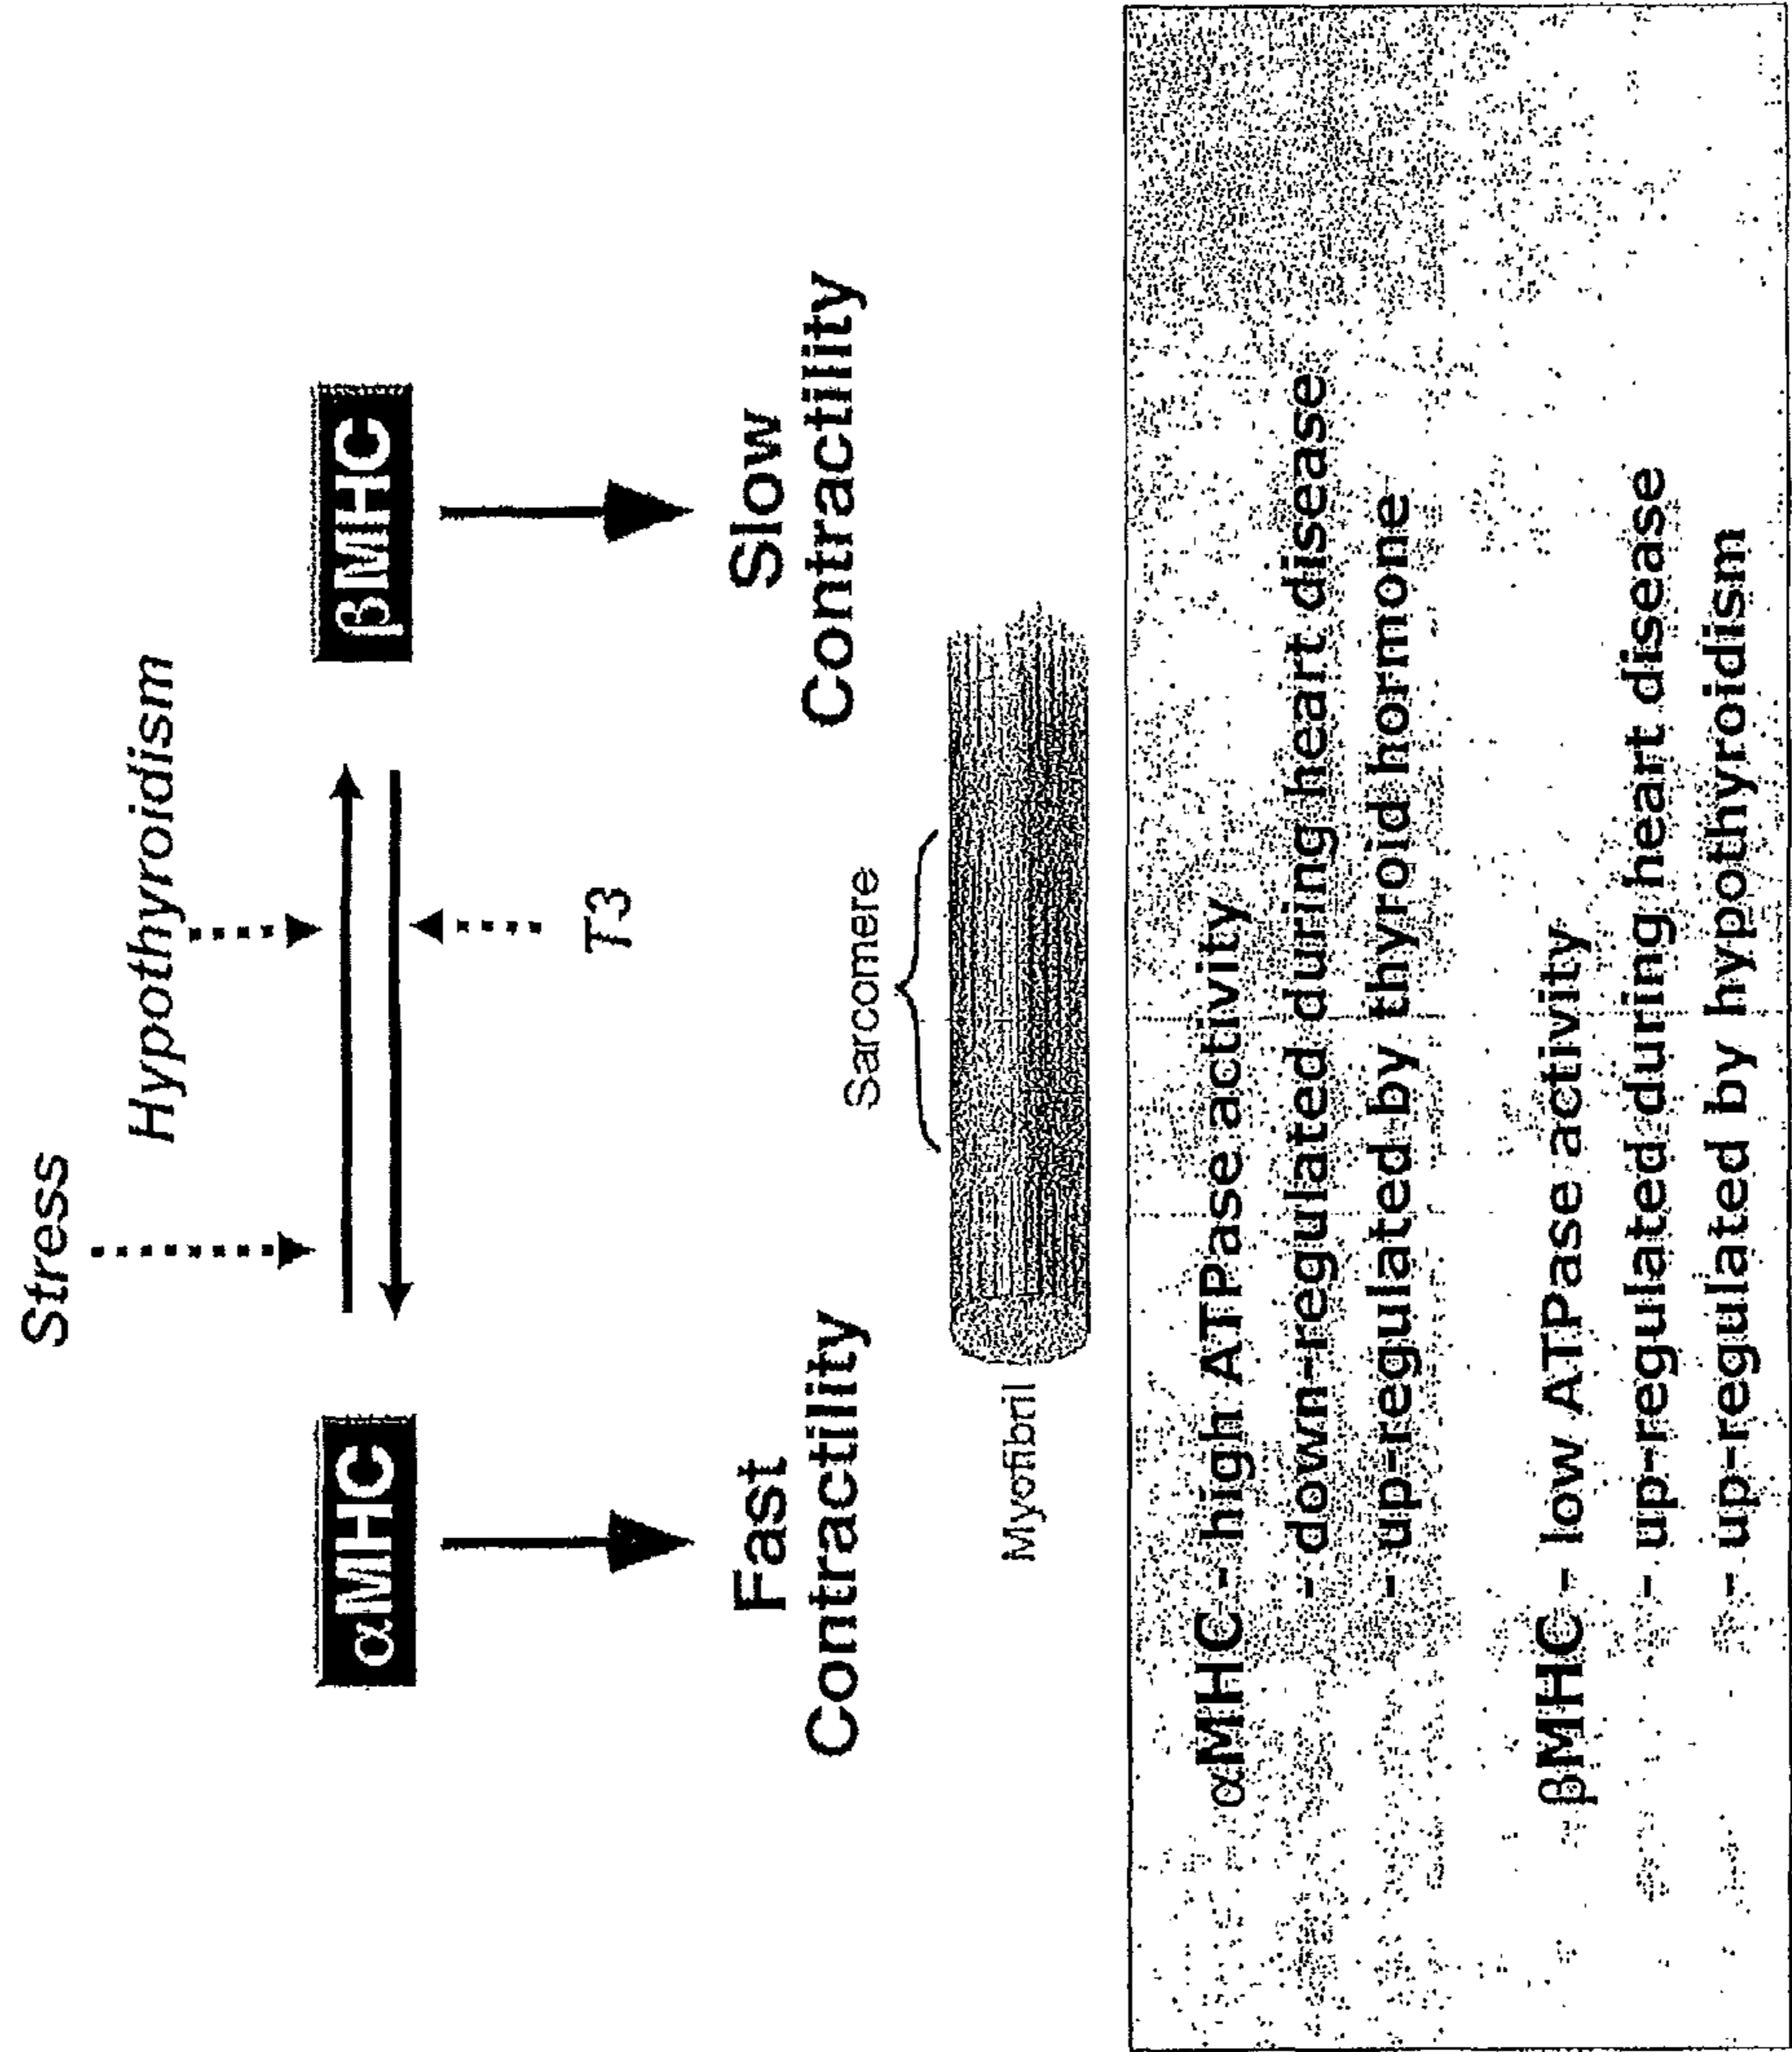 Stress
Hypothyroidism
αMHC
βMHC
T3
Fast
Contractility
Slow
Contractility
Sarcomere
Myofibril
αMHC - high ATPase activity
- down-regulated during heart disease
- up-regulated by thyroid hormone
βMHC - low ATPase activity
- up-regulated during heart disease
- up-regulated by hypothyroidism